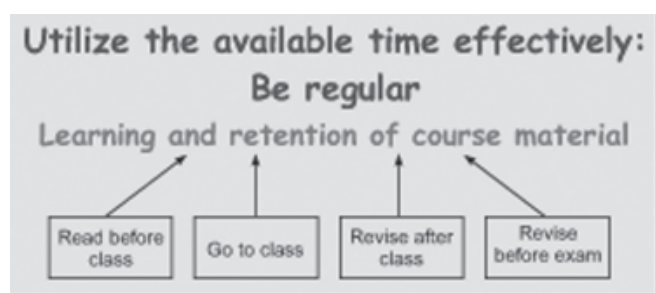 Utilize the available time effectively:
Be regular
Learning and retention of course material
Read before
class
Go to class
Revise after
class
Revise
before exam